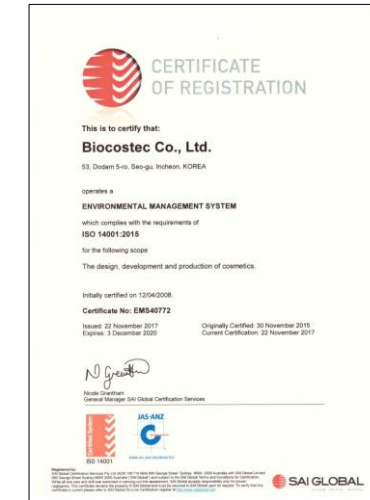 CERTIFICATE
OF REGISTRATION
This is to certify that:
Biocostec Co., Ltd.
53, Dodam 5-ro, Seo-gu, Incheon, KOREA
operates a
ENVIRONMENTAL MANAGEMENT SYSTEM
which complies with the requirements of
ISO 14001:2015
for the following scope
The design, development and production of cosmetics.
Initially certified on 12/04/2008.
Certificate No: EMS40772
Issued: 22 November 2017 Originally Certified: 30 November 2015
Expires: 3 December 2020 Current Certification: 22 November 2017
Nicole Grantham
General Manager SAI Global Certification Services
Certified System
JAS-ANZ
ISO 14001
Registered by:
SAI GLOBAL